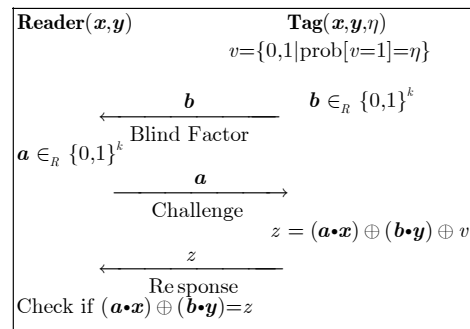 Reader(x,y) Tag(x,y,η)
v={0,1|prob[v=1]=η}
b b ∈R {0,1}^k
Blind Factor
a ∈R {0,1}^k
a
Challenge
z = (a•x) ⊕ (b•y) ⊕ v
z
Response
Check if (a•x) ⊕ (b•y)=z